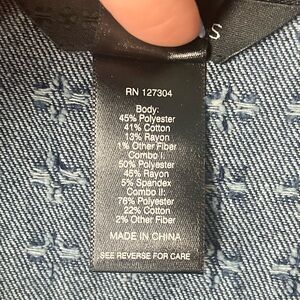 S
RN 127304
Body:
45% Polyester
41% Cotton
13% Rayon
1% Other Fiber
Combo I:
50% Polyester
45% Rayon
5% Spandex
Combo II:
76% Polyester
22% Cotton
2% Other Fiber
MADE IN CHINA
SEE REVERSE FOR CARE